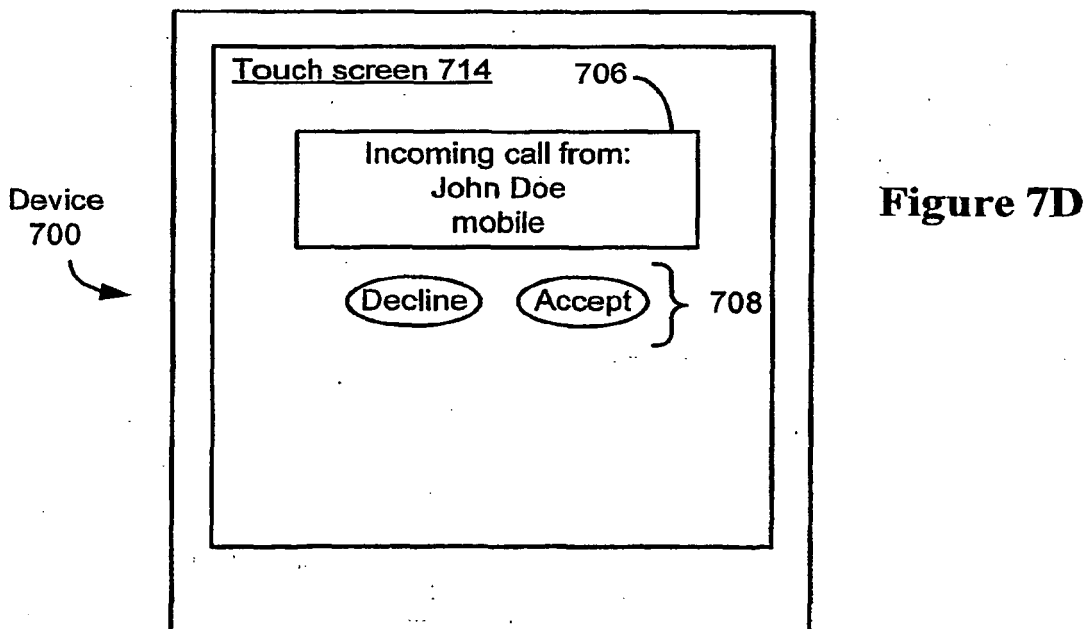 Touch screen 714
706
Incoming call from:
John Doe
mobile
Device
700
Figure 7D
Decline
Accept
708